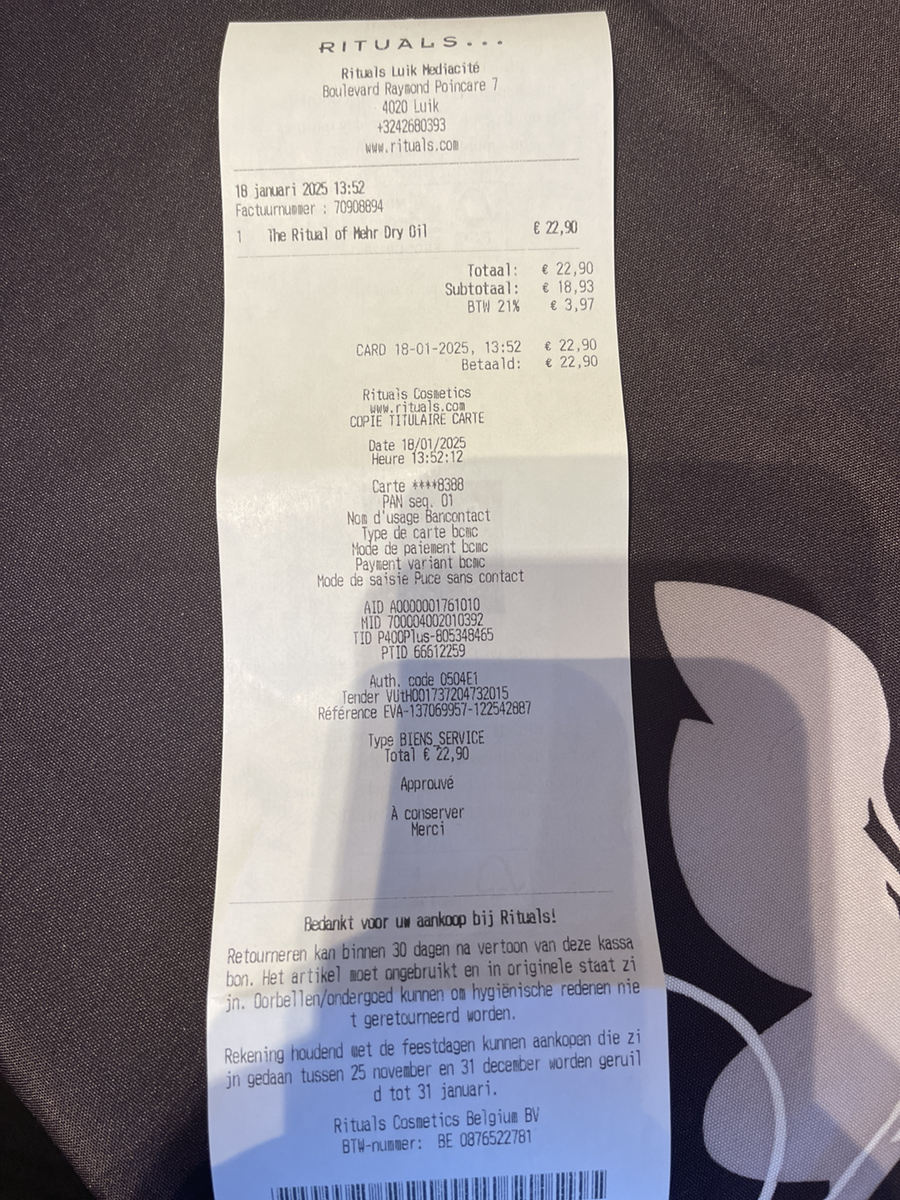 RITUALS...
Rituals Luik Mediacité
Boulevard Raymond Poincare 7
4020 Luik
+3242680393
www.rituals.com
18 januari 2025 13:52
Factuurnummer : 70908894
1 The Ritual of Mehr Dry Oil € 22,90
Totaal: € 22,90
Subtotaal: € 18,93
BTW 21% € 3,97
CARD 18-01-2025, 13:52 € 22,90
Betaald: € 22,90
Rituals Cosmetics
www.rituals.com
COPIE TITULAIRE CARTE
Date 18/01/2025
Heure 13:52:12
Carte ****8388
PAN seq. 01
Nom d'usage Bancontact
Type de carte bcmc
Mode de paiement bcmc
Payment variant bcmc
Mode de saisie Puce sans contact
AID A0000001761010
MID 700004002010392
TID P400Plus-805348465
PTID 66612259
Auth. code 0504E1
Tender VUtH001737204732015
Référence EVA-137069957-122542887
Type BIENS_SERVICE
Total € 22,90
Approuvé
À conserver
Merci
Bedankt voor uw aankoop bij Rituals!
Retourneren kan binnen 30 dagen na vertoon van deze kassa
bon. Het artikel moet ongebruikt en in originele staat zi
jn. Oorbellen/ondergoed kunnen om hygiënische redenen nie
t geretourneerd worden.
Rekening houdend met de feestdagen kunnen aankopen die zi
jn gedaan tussen 25 november en 31 december worden geruil
d tot 31 januari.
Rituals Cosmetics Belgium BV
BTW-nummer: BE 0876522781